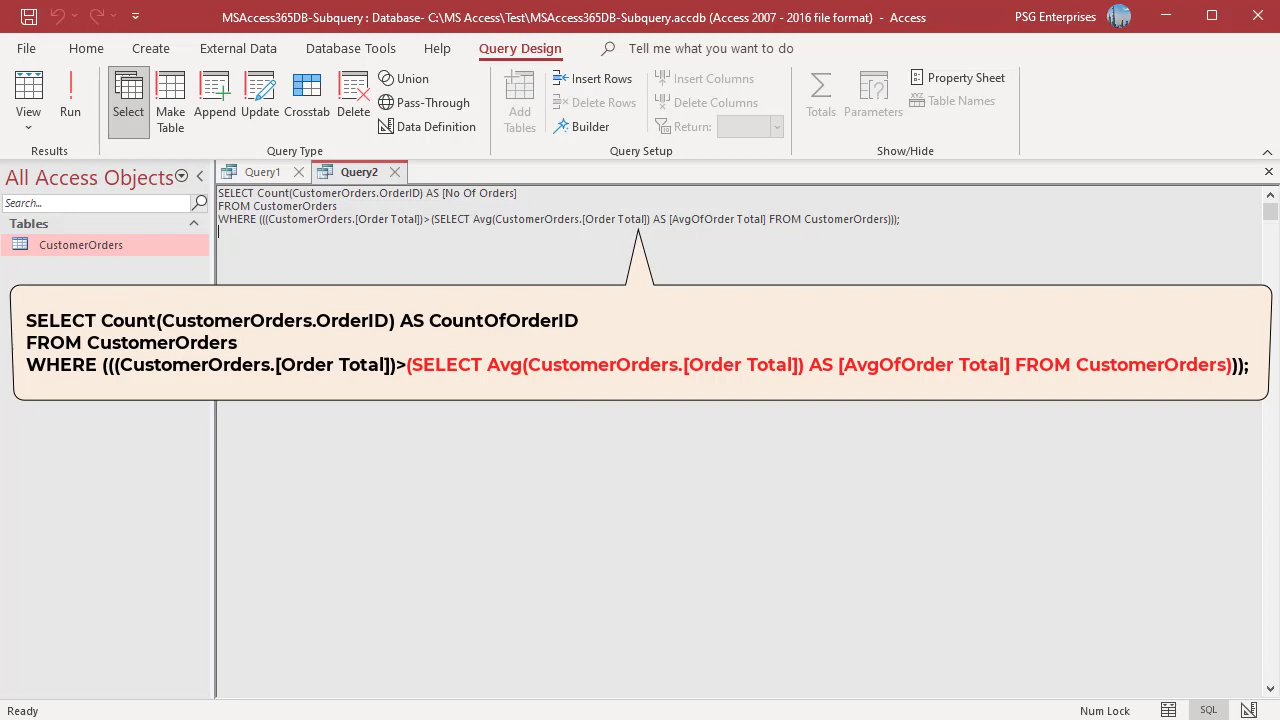 MSAccess365DB-Subquery : Database- C:\MS Access\Test\MSAccess365DB-Subquery.accdb (Access 2007 - 2016 file format) - Access
PSG Enterprises
File Home Create External Data Database Tools Help Query Design Tell me what you want to do
View
Run
Select
Make Table
Append
Update
Crosstab
Delete
Union
Pass-Through
Data Definition
Add Tables
Insert Rows
Delete Rows
Builder
Insert Columns
Delete Columns
Return:
Totals
Parameters
Property Sheet
XYZ Table Names
Results
Query Type
Query Setup
Show/Hide
All Access Objects
Search...
Tables
CustomerOrders
Query1
Query2
SELECT Count(CustomerOrders.OrderID) AS [No Of Orders]
FROM CustomerOrders
WHERE (((CustomerOrders.[Order Total])>(SELECT Avg(CustomerOrders.[Order Total]) AS [AvgOfOrder Total] FROM CustomerOrders)));
SELECT Count(CustomerOrders.OrderID) AS CountOfOrderID
FROM CustomerOrders
WHERE (((CustomerOrders.[Order Total])>(SELECT Avg(CustomerOrders.[Order Total]) AS [AvgOfOrder Total] FROM CustomerOrders)));
Ready
Num Lock
SQL